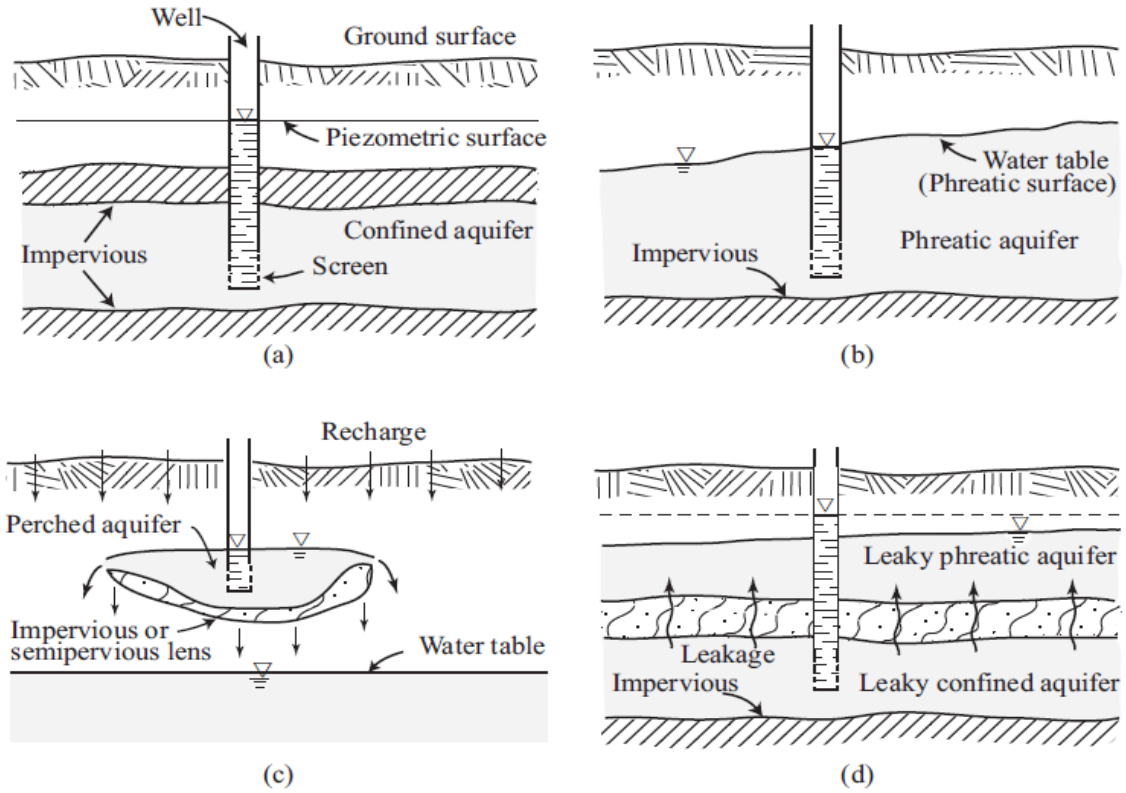 Well
Ground surface
Piezometric surface
Confined aquifer
Impervious
Screen
(a)
Water table
(Phreatic surface)
Phreatic aquifer
Impervious
(b)
Recharge
Perched aquifer
Impervious or
semipervious lens
Water table
(c)
Leaky phreatic aquifer
Leakage
Impervious
Leaky confined aquifer
(d)